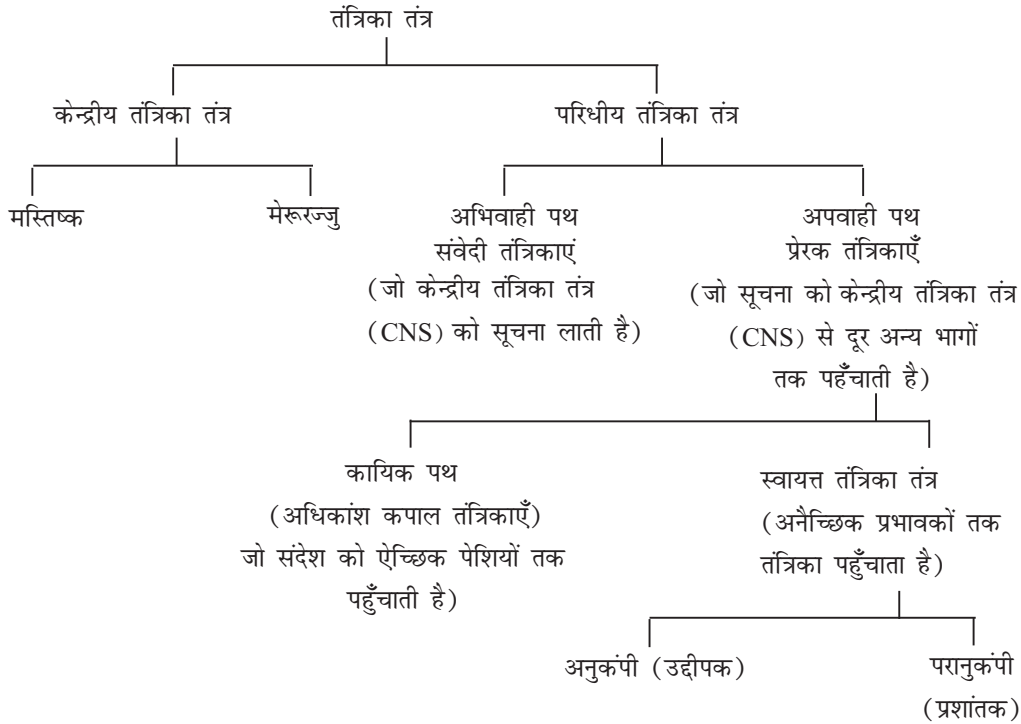 तंत्रिका तंत्र
केन्द्रीय तंत्रिका तंत्र
परिधीय तंत्रिका तंत्र
मस्तिष्क
मेरूरज्जु
अभिवाही पथ
संवेदी तंत्रिकाएं
(जो केन्द्रीय तंत्रिका तंत्र
(CNS) को सूचना लाती है)
अपवाही पथ
प्रेरक तंत्रिकाएँ
(जो सूचना को केन्द्रीय तंत्रिका तंत्र
(CNS) से दूर अन्य भागों
तक पहुँचाती है)
कायिक पथ
(अधिकांश कपाल तंत्रिकाएँ)
जो संदेश को ऐच्छिक पेशियों तक
पहुँचाती है)
स्वायत्त तंत्रिका तंत्र
(अनैच्छिक प्रभावकों तक
तंत्रिका पहुँचाता है)
अनुकंपी (उद्दीपक)
परानुकंपी
(प्रशांतक)